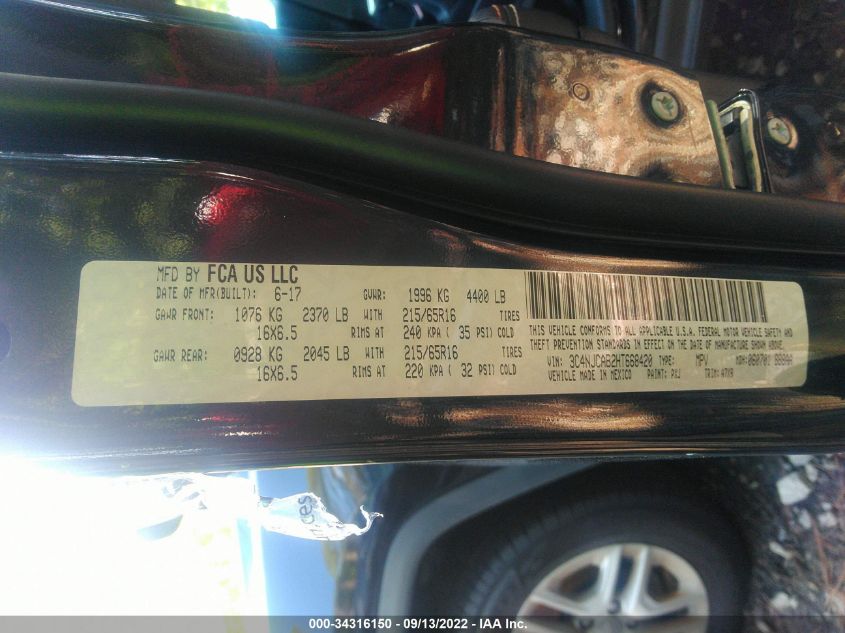 MFD BY FCA US LLC
DATE OF MFR(BUILT): 6-17 GVWR: 1996 KG 4400 LB
GAWR FRONT: 1076 KG 2370 LB WITH 215/65R16 TIRES
16X6.5 RIMS AT 240 KPA ( 35 PSI) COLD
GAWR REAR: 0928 KG 2045 LB WITH 215/65R16 TIRES
16X6.5 RIMS AT 220 KPA ( 32 PSI) COLD
THIS VEHICLE CONFORMS TO ALL APPLICABLE U.S.A. FEDERAL MOTOR VEHICLE SAFETY AND
THEFT PREVENTION STANDARDS IN EFFECT ON THE DATE OF MANUFACTURE SHOWN ABOVE.
VIN: 3C4NJCAB2HT668420 TYPE: MPV MDH: 060701
VEHICLE MADE IN MEXICO PAINT: PXJ TRIM: A7X9
000-34316150 - 09/13/2022 - IAA Inc.